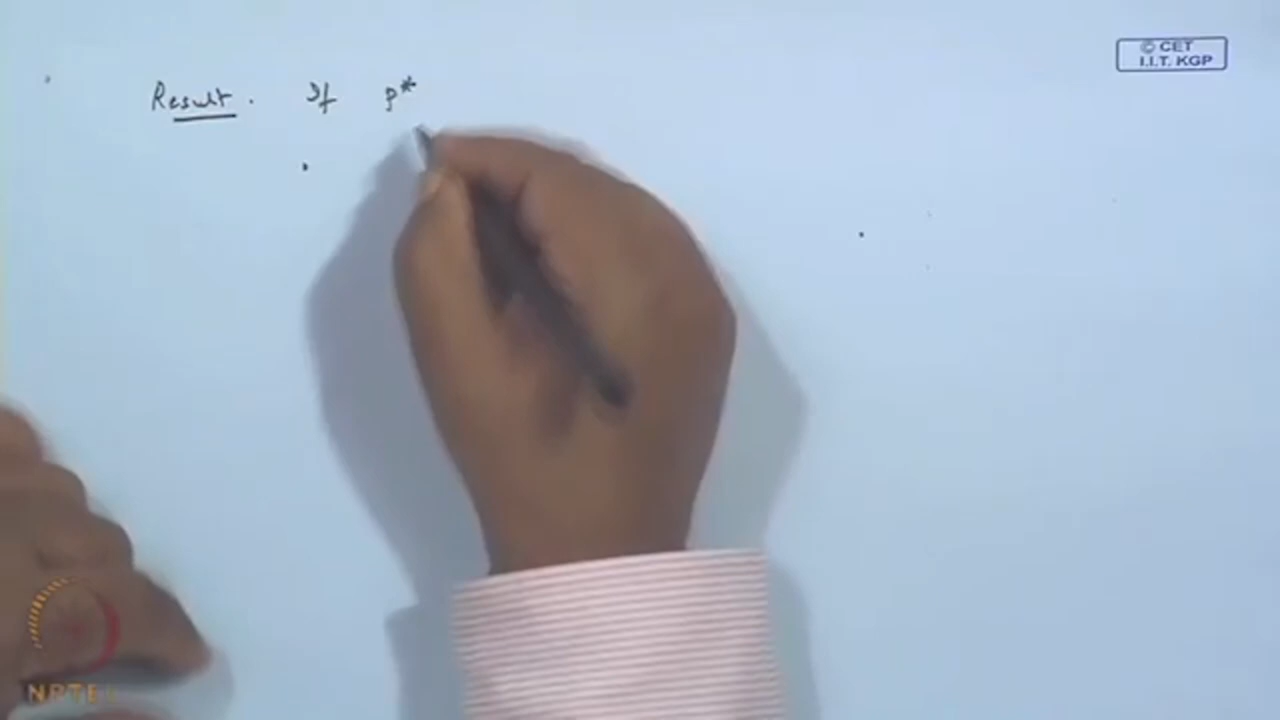 Result. If ρ*
© CET
I.I.T. KGP
NPTEL